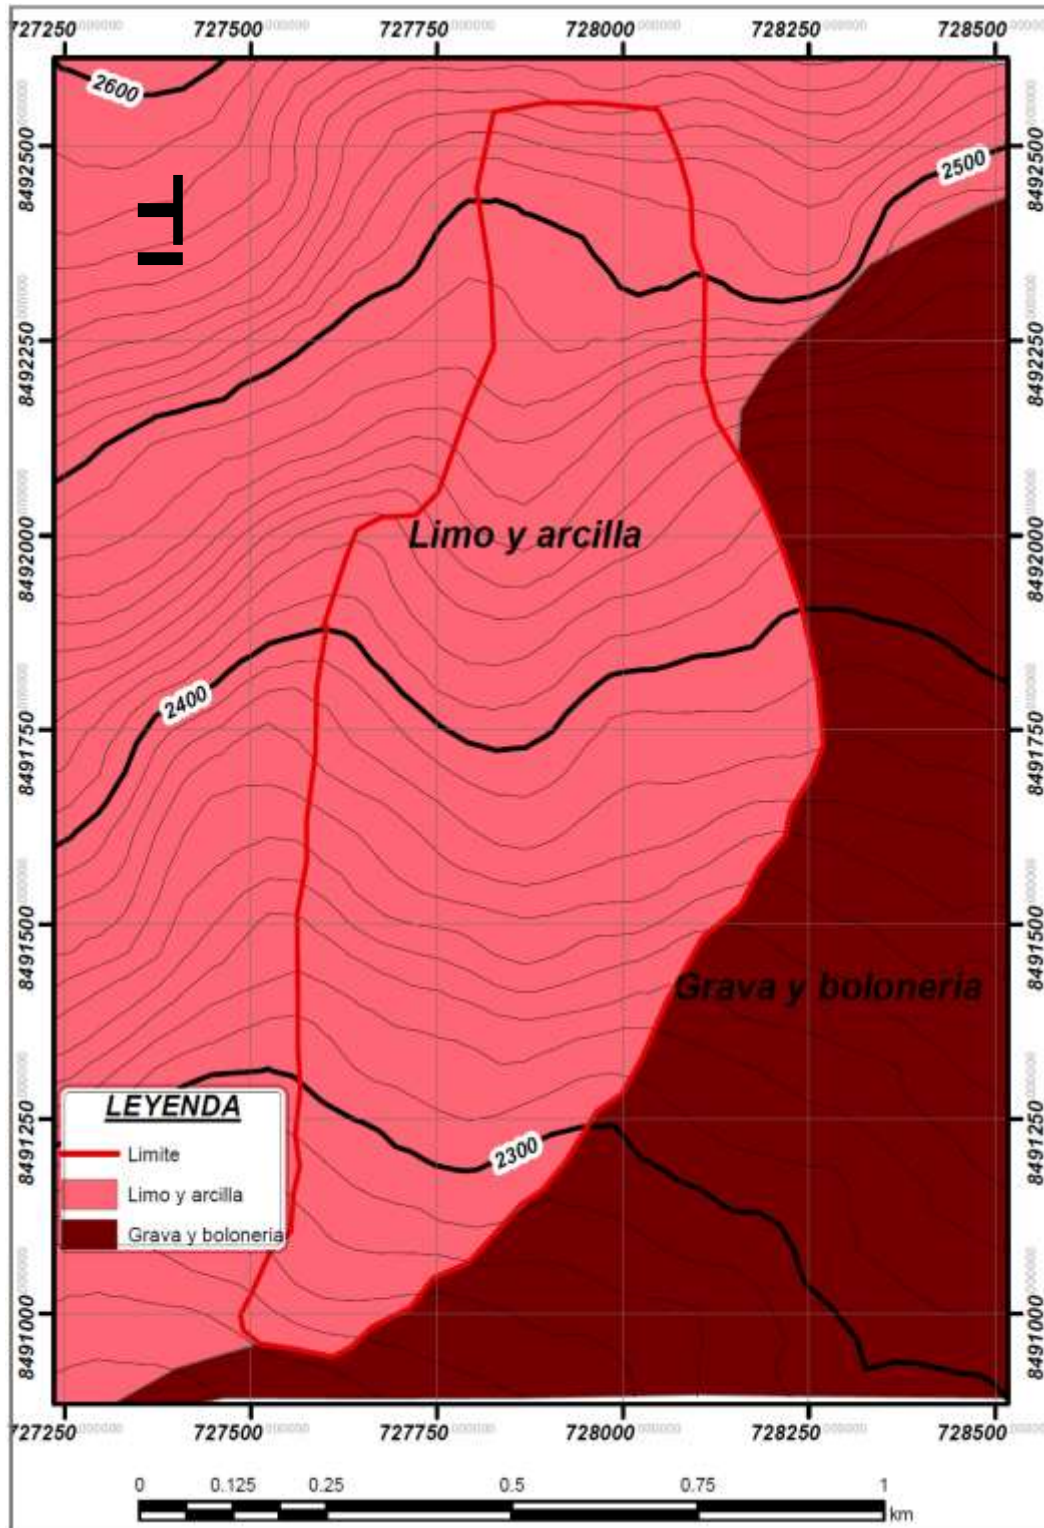 727250 727500 727750 728000 728250 728500
2600
8492500 8492500
2500
8492250 8492250
Limo y arcilla
8492000 8492000
2400
8491750 8491750
8491500 8491500
Grava y boloneria
8491250 8491250
LEYENDA
Limite
2300
Limo y arcilla
Grava y boloneria
8491000 8491000
727250 727500 727750 728000 728250 728500
0 0.125 0.25 0.5 0.75 1
km